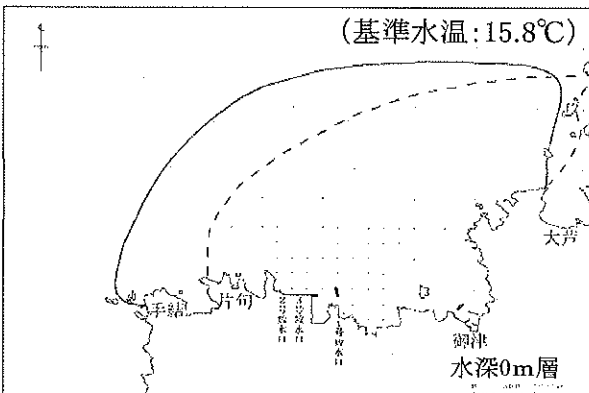 (基準水温:15.8℃)
大芦
手結
片句
御津
水深0m層